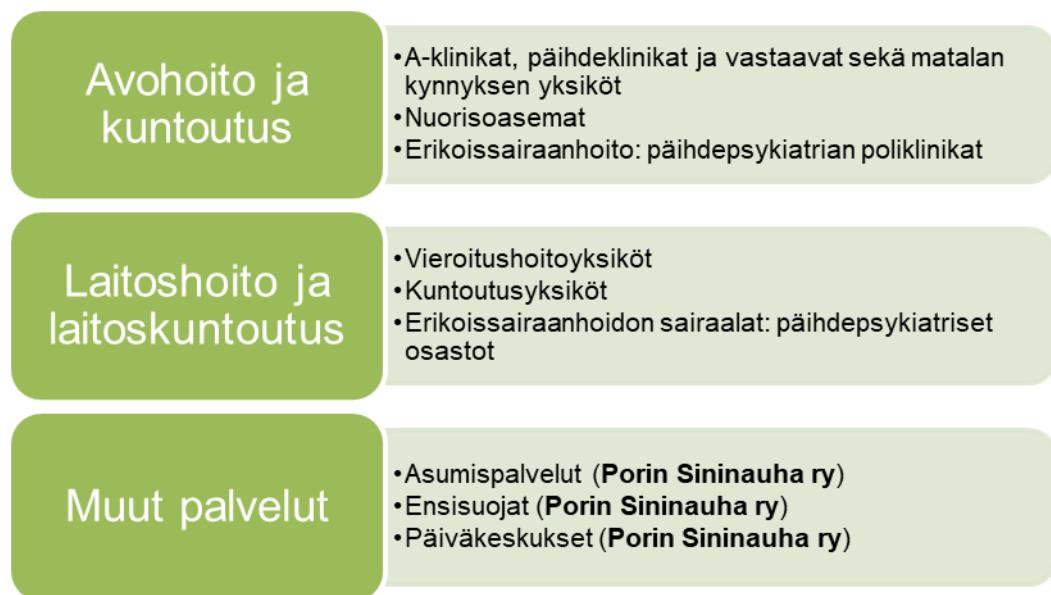 Avohoito ja
kuntoutus
•A-klinikat, päihdeklinikat ja vastaavat sekä matalan
kynnyksen yksiköt
•Nuorisoasemat
•Erikoissairaanhoito: päihdepsykiatrian poliklinikat
Laitoshoito ja
laitoskuntoutus
•Vieroitushoitoyksiköt
•Kuntoutusyksiköt
•Erikoissairaanhoidon sairaalat: päihdepsykiatriset
osastot
Muut palvelut
•Asumispalvelut (Porin Sininauha ry)
•Ensisuojat (Porin Sininauha ry)
•Päiväkeskukset (Porin Sininauha ry)